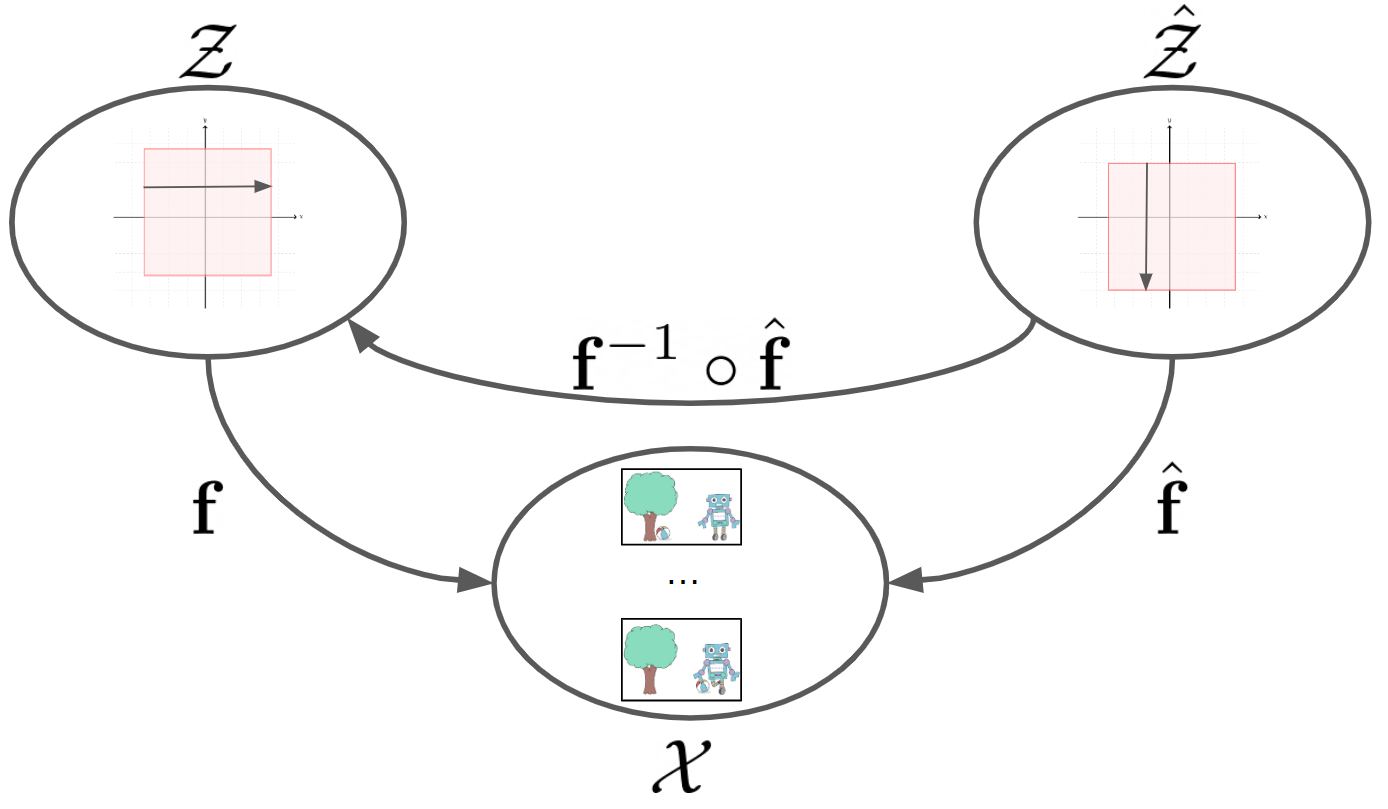 𝒵
𝒵̂
y
x
y
x
𝐟⁻¹ ∘ 𝐟̂
𝐟
𝐟̂
...
𝒳